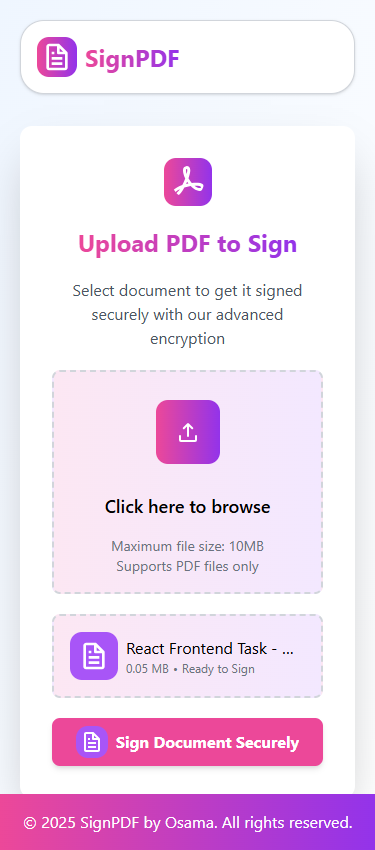 SignPDF
Upload PDF to Sign
Select document to get it signed
securely with our advanced
encryption
Click here to browse
Maximum file size: 10MB
Supports PDF files only
React Frontend Task - ...
0.05 MB • Ready to Sign
Sign Document Securely
© 2025 SignPDF by Osama. All rights reserved.